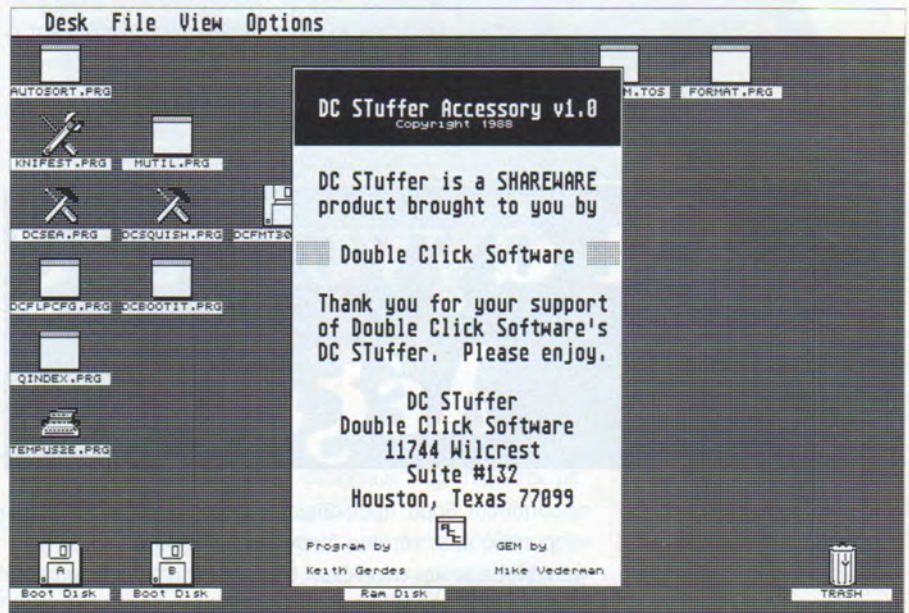 Desk File View Options
AUTOSORT.PRG
M.TOS
FORMAT.PRG
KNIFEST.PRG
MUTIL.PRG
DCSEA.PRG
DCSQUISH.PRG
DCFMT30
DCFLPCFG.PRG
DCBOOTIT.PRG
QINDEX.PRG
TEMPUS2E.PRG
DC STuffer Accessory v1.0
Copyright 1988
DC STuffer is a SHAREWARE
product brought to you by
Double Click Software
Thank you for your support
of Double Click Software's
DC STuffer. Please enjoy.
DC STuffer
Double Click Software
11744 Wilcrest
Suite #132
Houston, Texas 77099
ACC
Program by
GEM by
Keith Gerdes
Mike Vederman
A
Boot Disk
B
Boot Disk
Ram Disk
TRASH